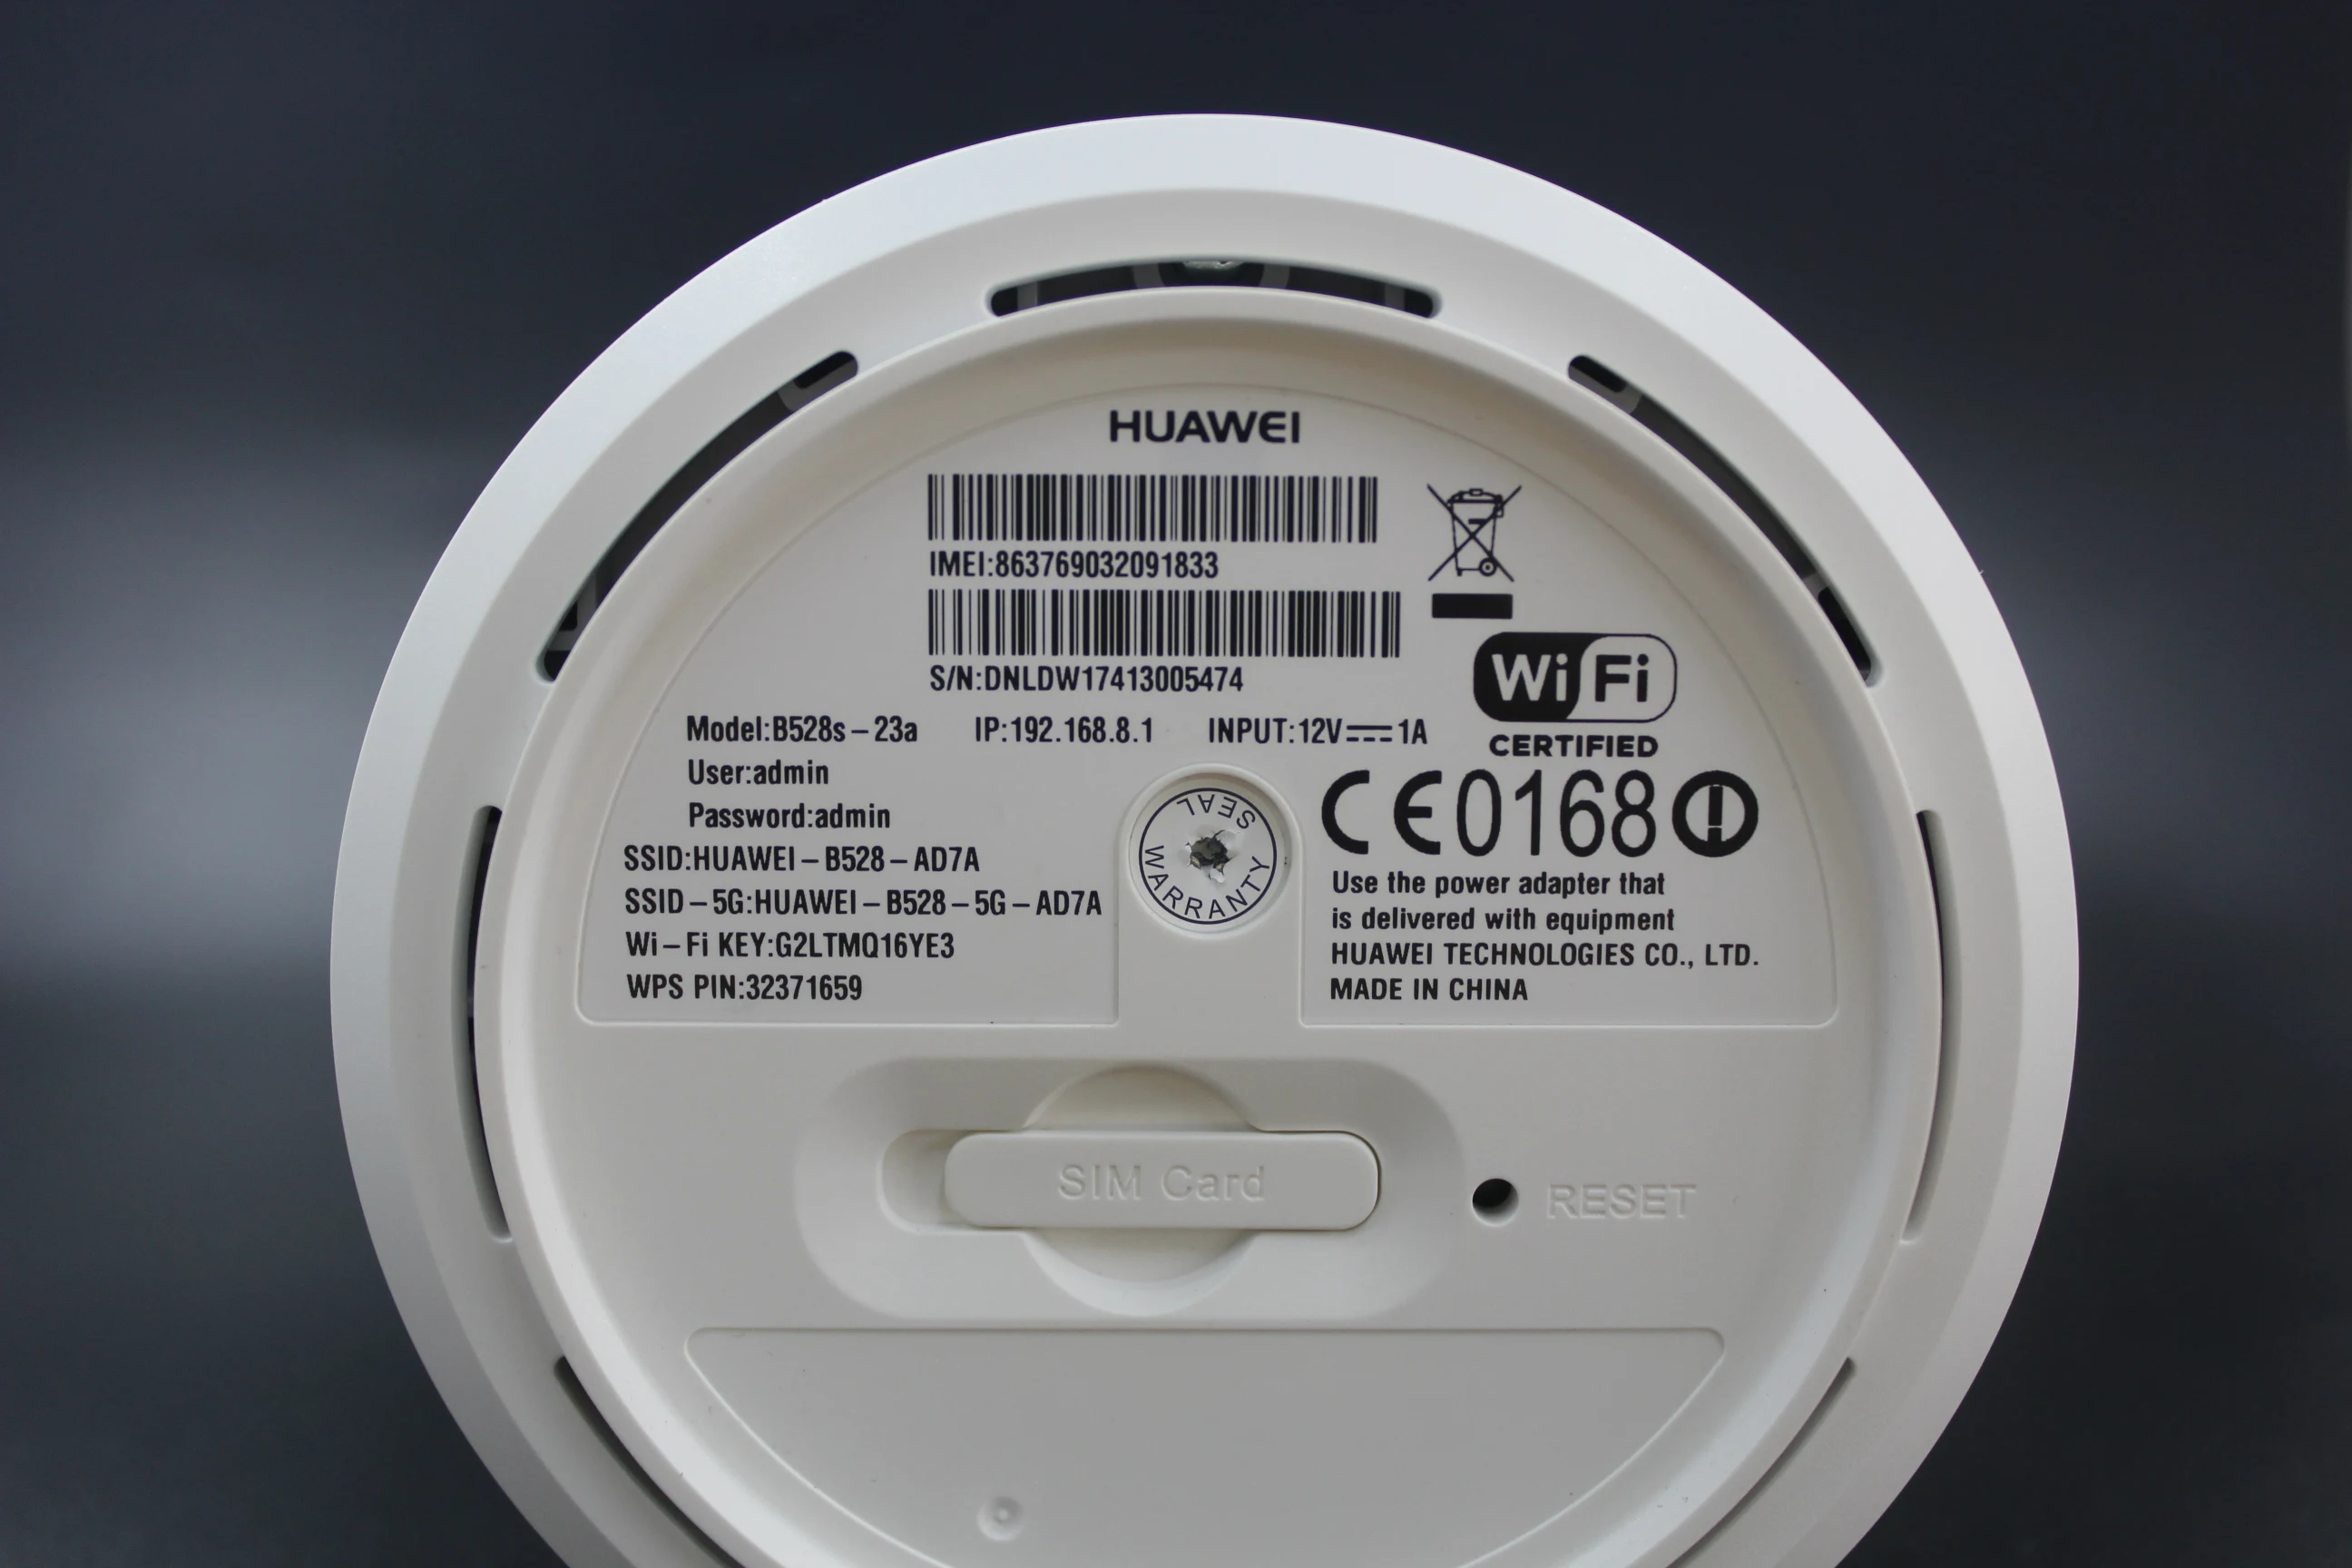 HUAWEI
IMEI:863769032091833
S/N:DNLDW17413005474
Model:B528s-23a IP:192.168.8.1 INPUT:12V⎓1A
User:admin
Password:admin
SSID:HUAWEI-B528-AD7A
SSID-5G:HUAWEI-B528-5G-AD7A
Wi-Fi KEY:G2LTMQ16YE3
WPS PIN:32371659
WARRANTY SEAL
Wi Fi
CERTIFIED
CE0168
Use the power adapter that
is delivered with equipment
HUAWEI TECHNOLOGIES CO., LTD.
MADE IN CHINA
SIM Card
RESET